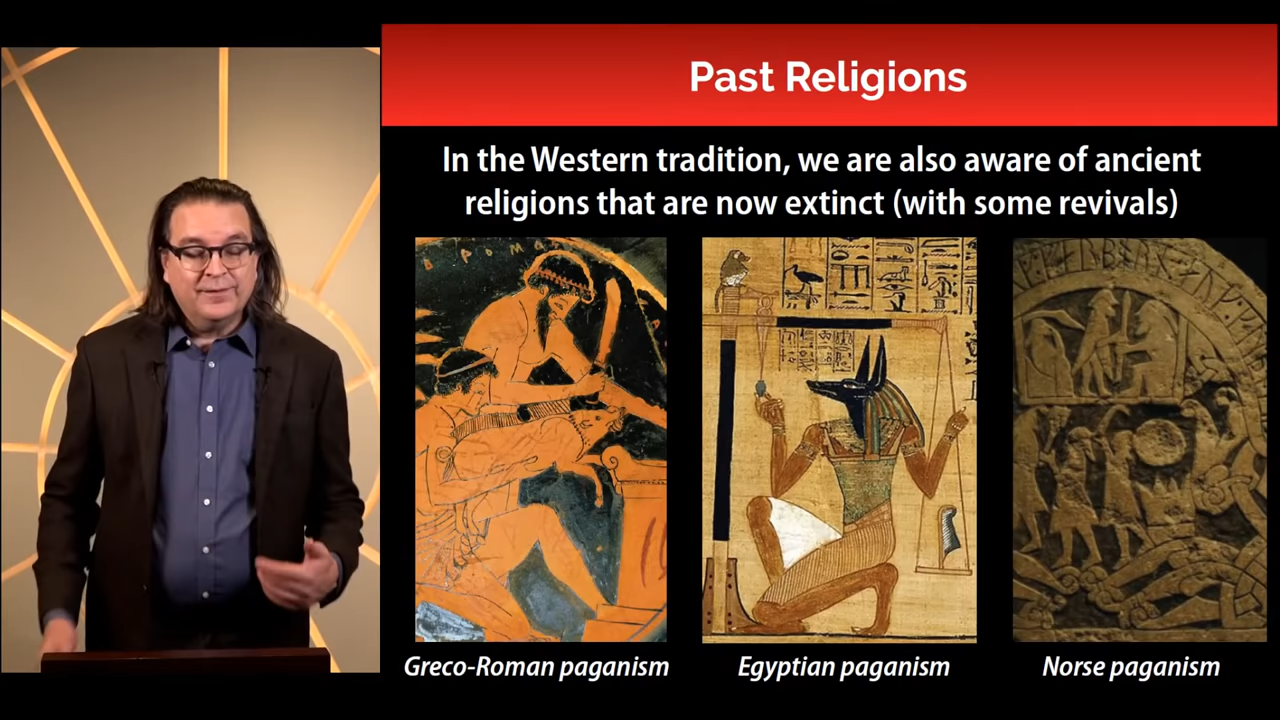 Past Religions
In the Western tradition, we are also aware of ancient
religions that are now extinct (with some revivals)
Greco-Roman paganism
Egyptian paganism
Norse paganism